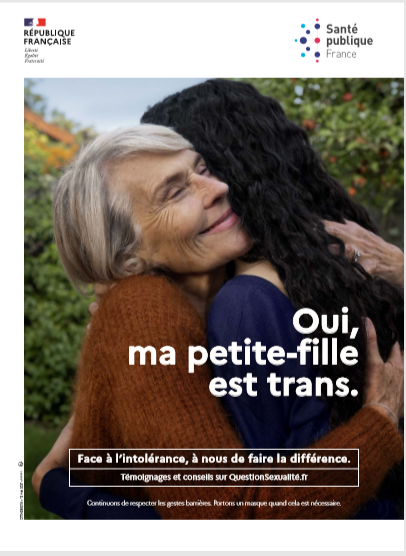 RÉPUBLIQUE
FRANÇAISE
Liberté
Égalité
Fraternité
Santé
publique
France
Oui,
ma petite-fille
est trans.
Face à l'intolérance, à nous de faire la différence.
Témoignages et conseils sur QuestionSexualité.fr
Continuons de respecter les gestes barrières. Portons un masque quand cela est nécessaire.